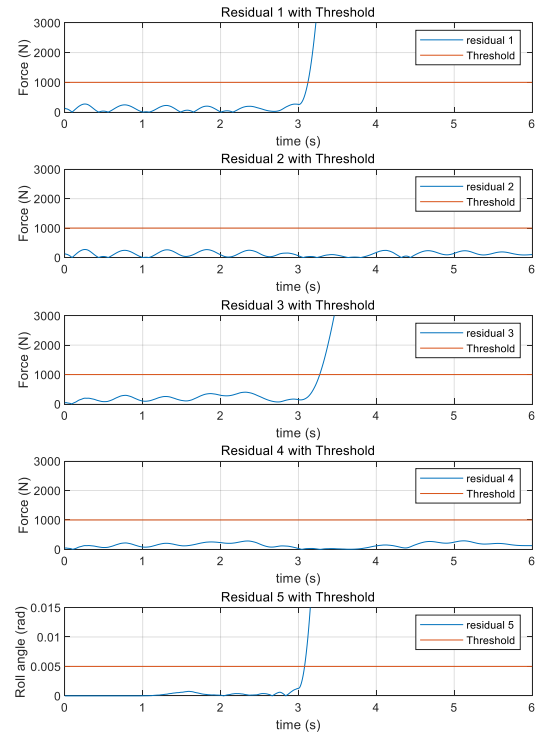 Residual 1 with Threshold
3000
2000
1000
0
Force (N)
residual 1
Threshold
0 1 2 3 4 5 6
time (s)
Residual 2 with Threshold
3000
2000
1000
0
Force (N)
residual 2
Threshold
0 1 2 3 4 5 6
time (s)
Residual 3 with Threshold
3000
2000
1000
0
Force (N)
residual 3
Threshold
0 1 2 3 4 5 6
time (s)
Residual 4 with Threshold
3000
2000
1000
0
Force (N)
residual 4
Threshold
0 1 2 3 4 5 6
time (s)
Residual 5 with Threshold
0.015
0.01
0.005
0
Roll angle (rad)
residual 5
Threshold
0 1 2 3 4 5 6
time (s)